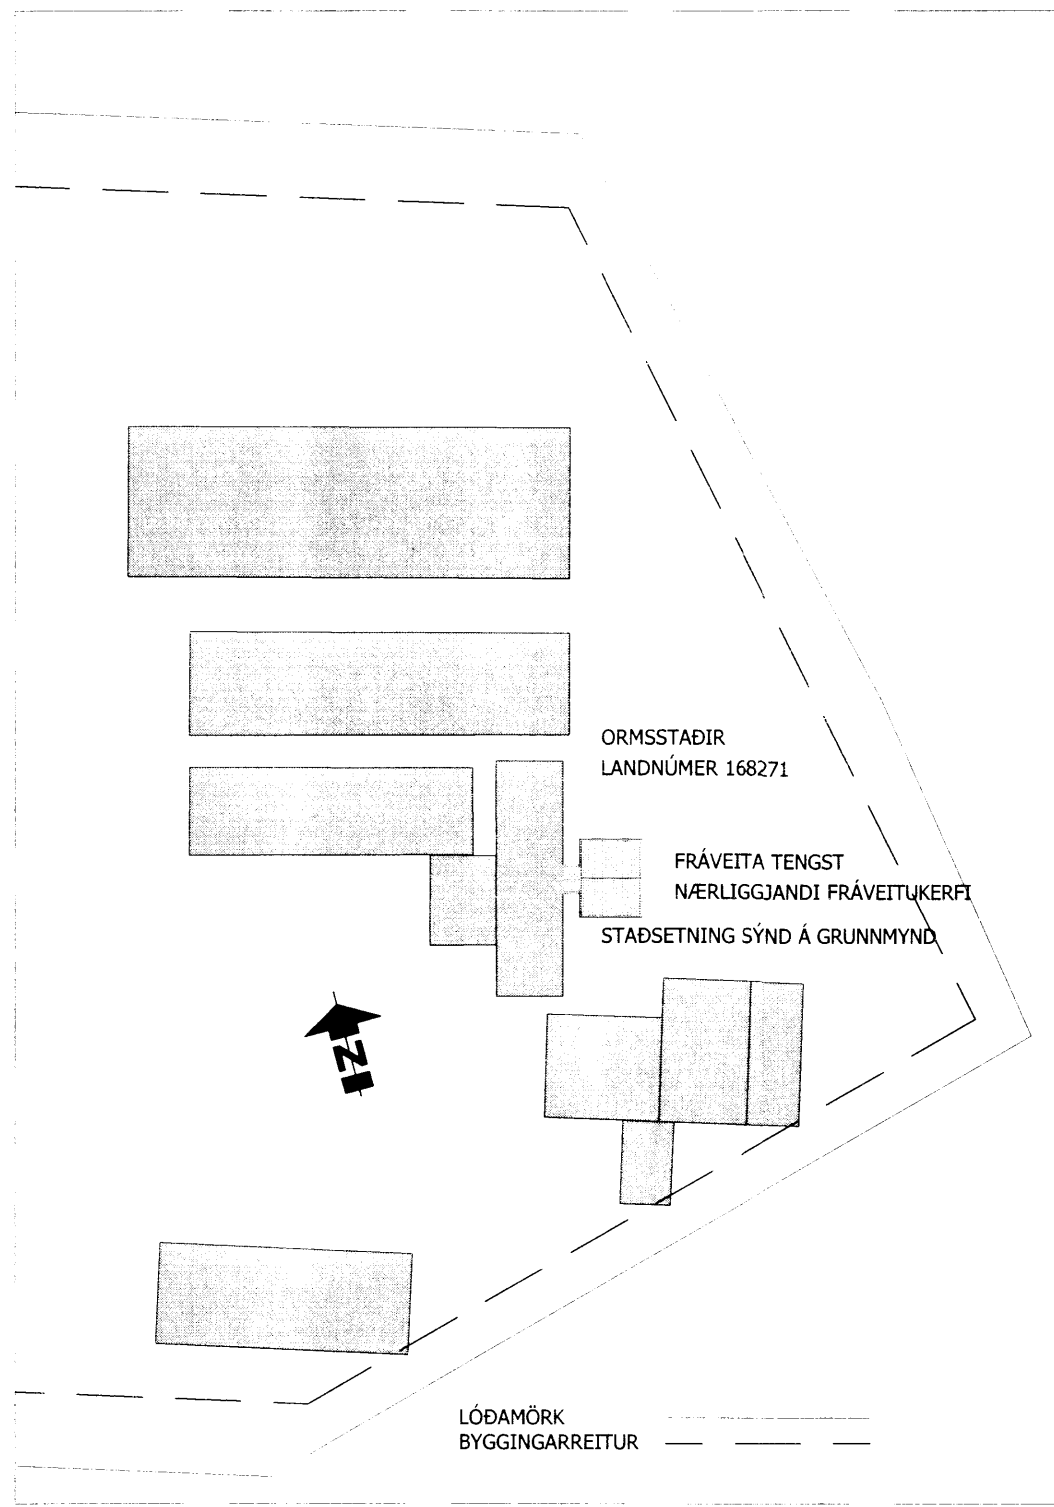 ORMSSTAÐIR
LANDNÚMER 168271
FRÁVEITA TENGST
NÆRLIGGJANDI FRÁVEITUKERFI
STAÐSETNING SÝND Á GRUNNMYND
N
LÓÐAMÖRK
BYGGINGARREITUR